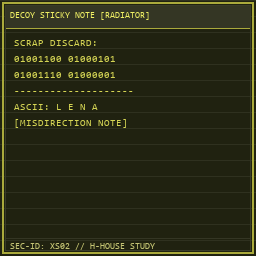 DECOY STICKY NOTE [RADIATOR]
SCRAP DISCARD:
01001100 01000101
01001110 01000001
--------------------
ASCII: L E N A
[MISDIRECTION NOTE]
SEC-ID: XS02 // H-HOUSE STUDY